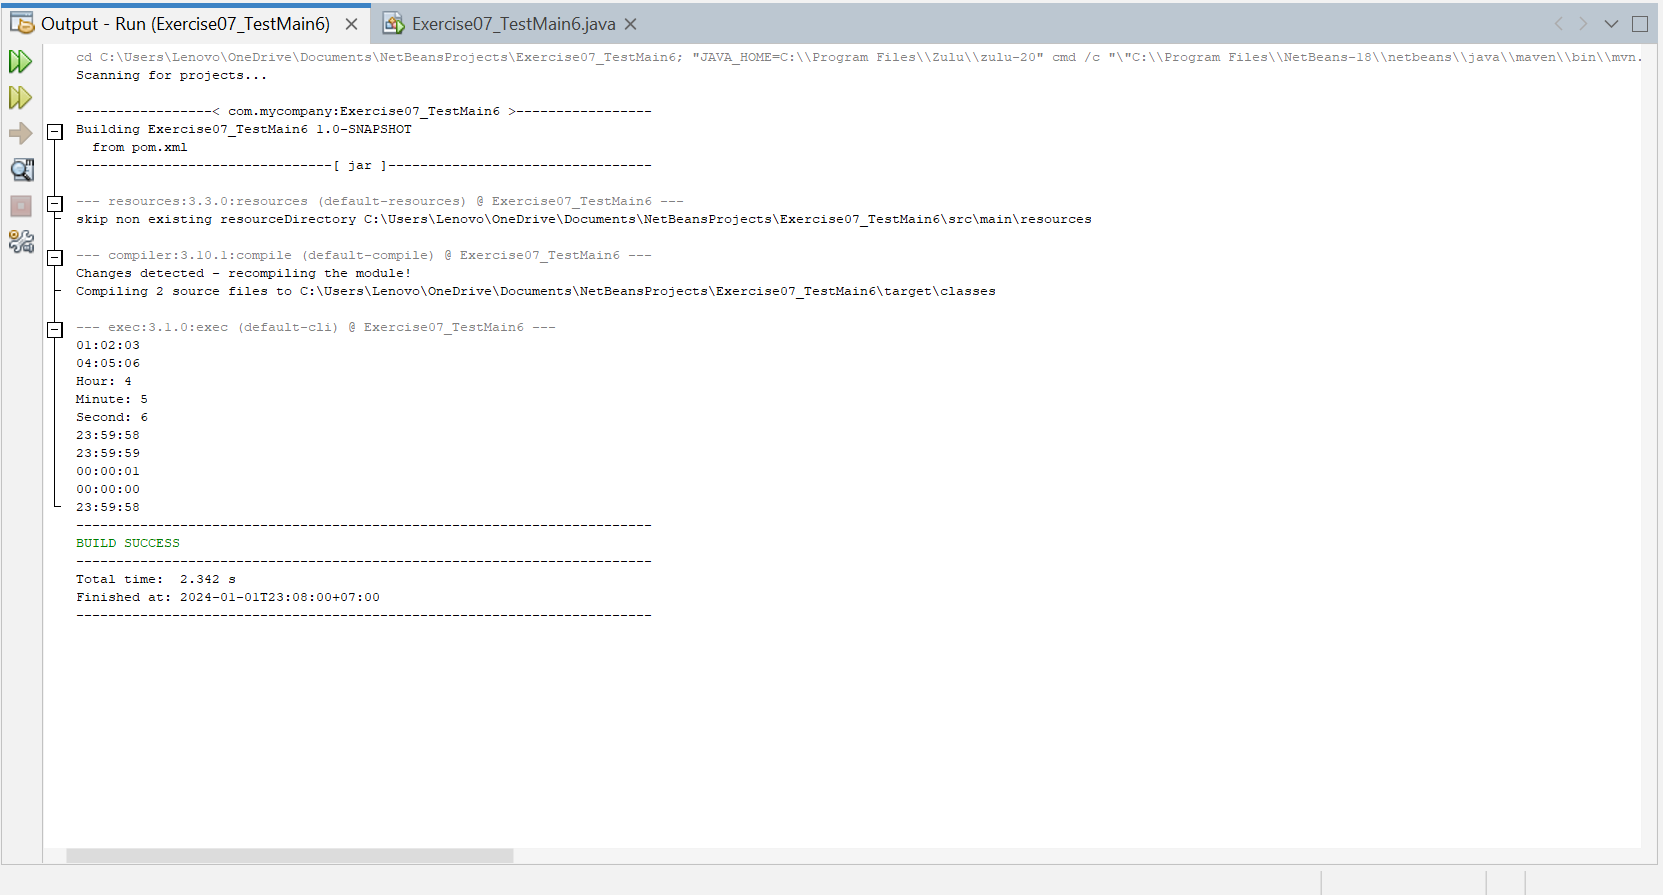 Output - Run (Exercise07_TestMain6)
Exercise07_TestMain6.java
cd C:\Users\Lenovo\OneDrive\Documents\NetBeansProjects\Exercise07_TestMain6; "JAVA_HOME=C:\\Program Files\\Zulu\\zulu-20" cmd /c "\"C:\\Program Files\\NetBeans-18\\netbeans\\java\\maven\\bin\\mvn.
Scanning for projects...
-----------------< com.mycompany:Exercise07_TestMain6 >-----------------
Building Exercise07_TestMain6 1.0-SNAPSHOT
from pom.xml
--------------------------------[ jar ]---------------------------------
--- resources:3.3.0:resources (default-resources) @ Exercise07_TestMain6 ---
skip non existing resourceDirectory C:\Users\Lenovo\OneDrive\Documents\NetBeansProjects\Exercise07_TestMain6\src\main\resources
--- compiler:3.10.1:compile (default-compile) @ Exercise07_TestMain6 ---
Changes detected - recompiling the module!
Compiling 2 source files to C:\Users\Lenovo\OneDrive\Documents\NetBeansProjects\Exercise07_TestMain6\target\classes
--- exec:3.1.0:exec (default-cli) @ Exercise07_TestMain6 ---
01:02:03
04:05:06
Hour: 4
Minute: 5
Second: 6
23:59:58
23:59:59
00:00:01
00:00:00
23:59:58
------------------------------------------------------------------------
BUILD SUCCESS
------------------------------------------------------------------------
Total time:  2.342 s
Finished at: 2024-01-01T23:08:00+07:00
------------------------------------------------------------------------